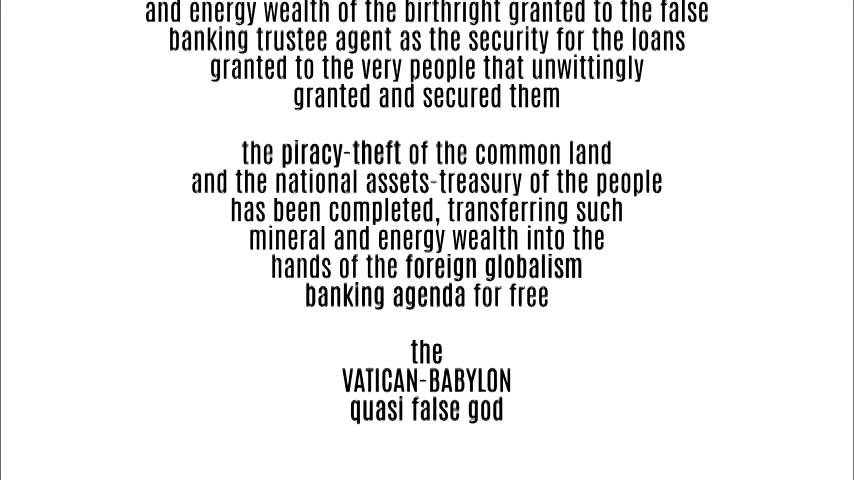 and energy wealth of the birthright granted to the false
banking trustee agent as the security for the loans
granted to the very people that unwittingly
granted and secured them
the piracy-theft of the common land
and the national assets-treasury of the people
has been completed, transferring such
mineral and energy wealth into the
hands of the foreign globalism
banking agenda for free
the
VATICAN-BABYLON
quasi false god